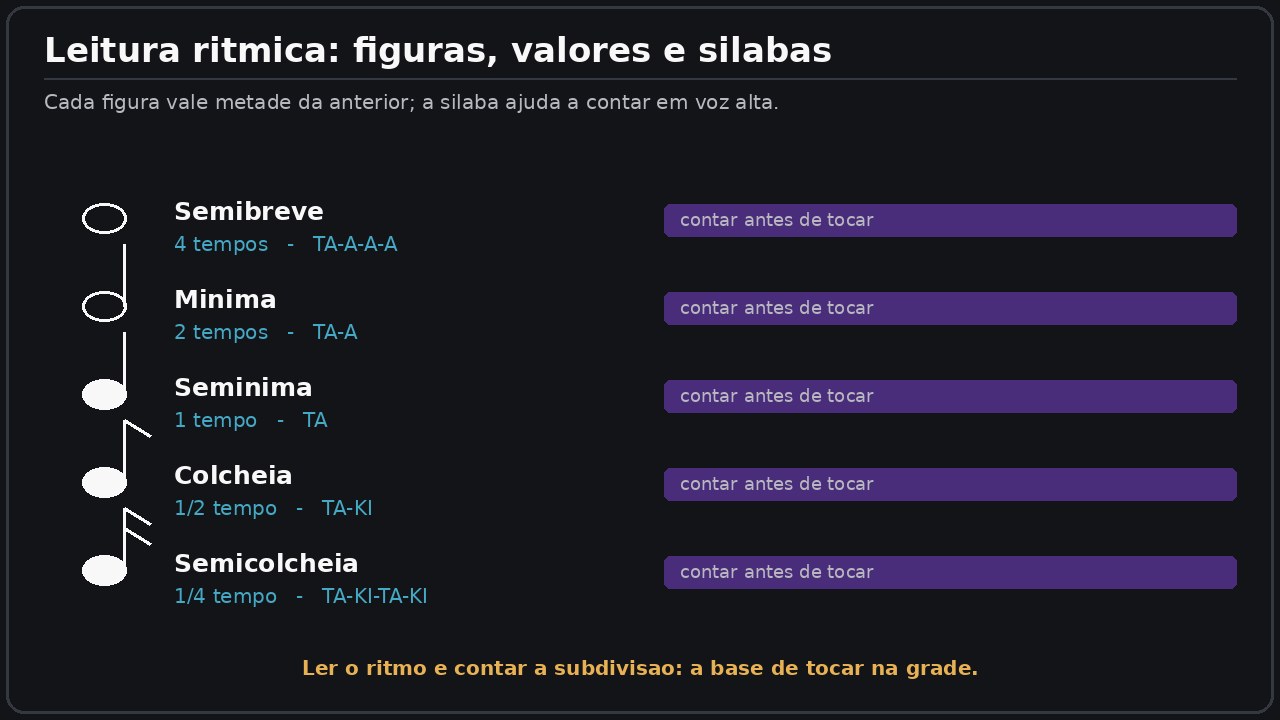 Leitura ritmica: figuras, valores e silabas
Cada figura vale metade da anterior; a silaba ajuda a contar em voz alta.
Semibreve
4 tempos - TA-A-A-A
contar antes de tocar
Minima
2 tempos - TA-A
contar antes de tocar
Seminima
1 tempo - TA
contar antes de tocar
Colcheia
1/2 tempo - TA-KI
contar antes de tocar
Semicolcheia
1/4 tempo - TA-KI-TA-KI
contar antes de tocar
Ler o ritmo e contar a subdivisao: a base de tocar na grade.